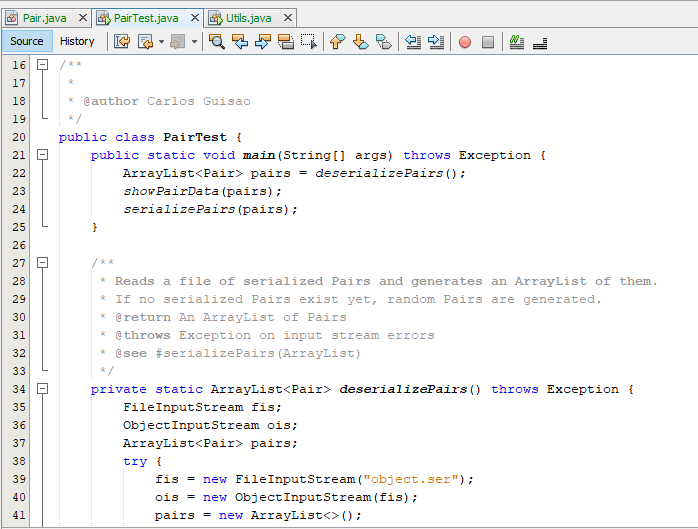 Pair.java PairTest.java Utils.java
Source History
16 /**
17 *
18 * @author Carlos Guisao
19 */
20 public class PairTest {
21 public static void main(String[] args) throws Exception {
22 ArrayList<Pair> pairs = deserializePairs();
23 showPairData(pairs);
24 serializePairs(pairs);
25 }
26
27 /**
28 * Reads a file of serialized Pairs and generates an ArrayList of them.
29 * If no serialized Pairs exist yet, random Pairs are generated.
30 * @return An ArrayList of Pairs
31 * @throws Exception on input stream errors
32 * @see #serializePairs(ArrayList)
33 */
34 private static ArrayList<Pair> deserializePairs() throws Exception {
35 FileInputStream fis;
36 ObjectInputStream ois;
37 ArrayList<Pair> pairs;
38 try {
39 fis = new FileInputStream("object.ser");
40 ois = new ObjectInputStream(fis);
41 pairs = new ArrayList<>();